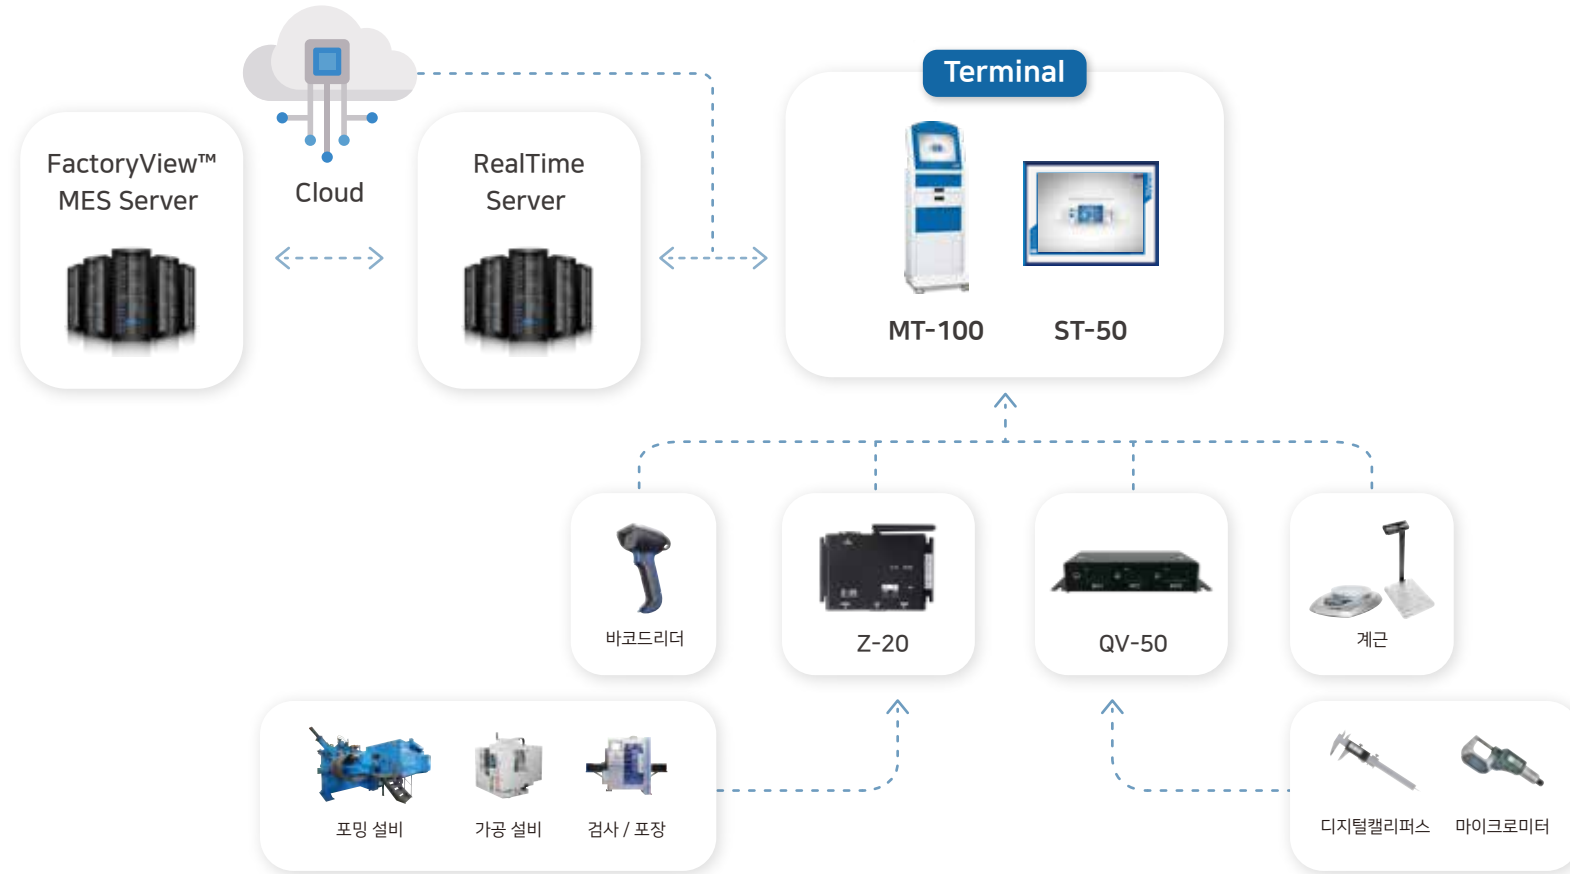 Terminal
FactoryView™
MES Server
Cloud
RealTime
Server
MT-100
ST-50
바코드리더
Z-20
QV-50
계근
포밍 설비
가공 설비
검사 / 포장
디지털캘리퍼스
마이크로미터